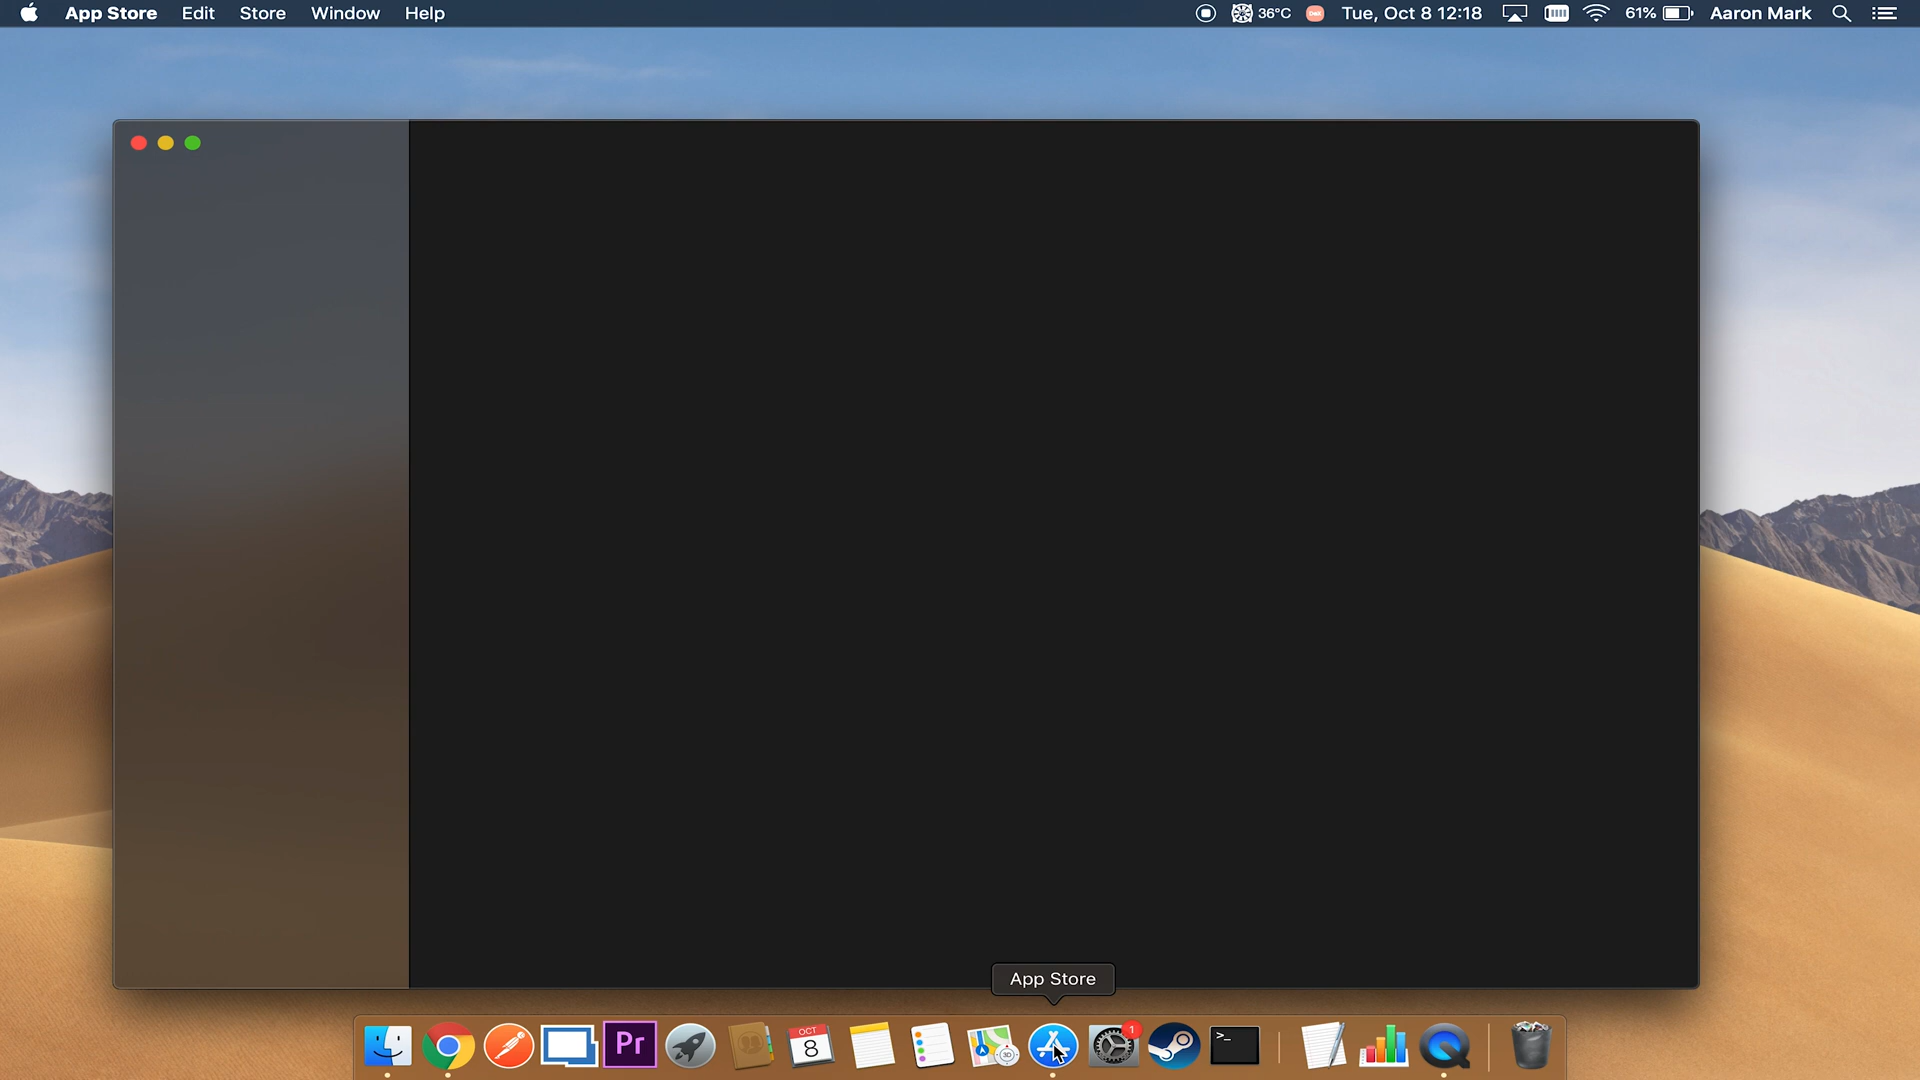 App Store Edit Store Window Help 36°C Tue, Oct 8 12:18 61% Aaron Mark
App Store
Pr
OCT
8
3D
1
>_